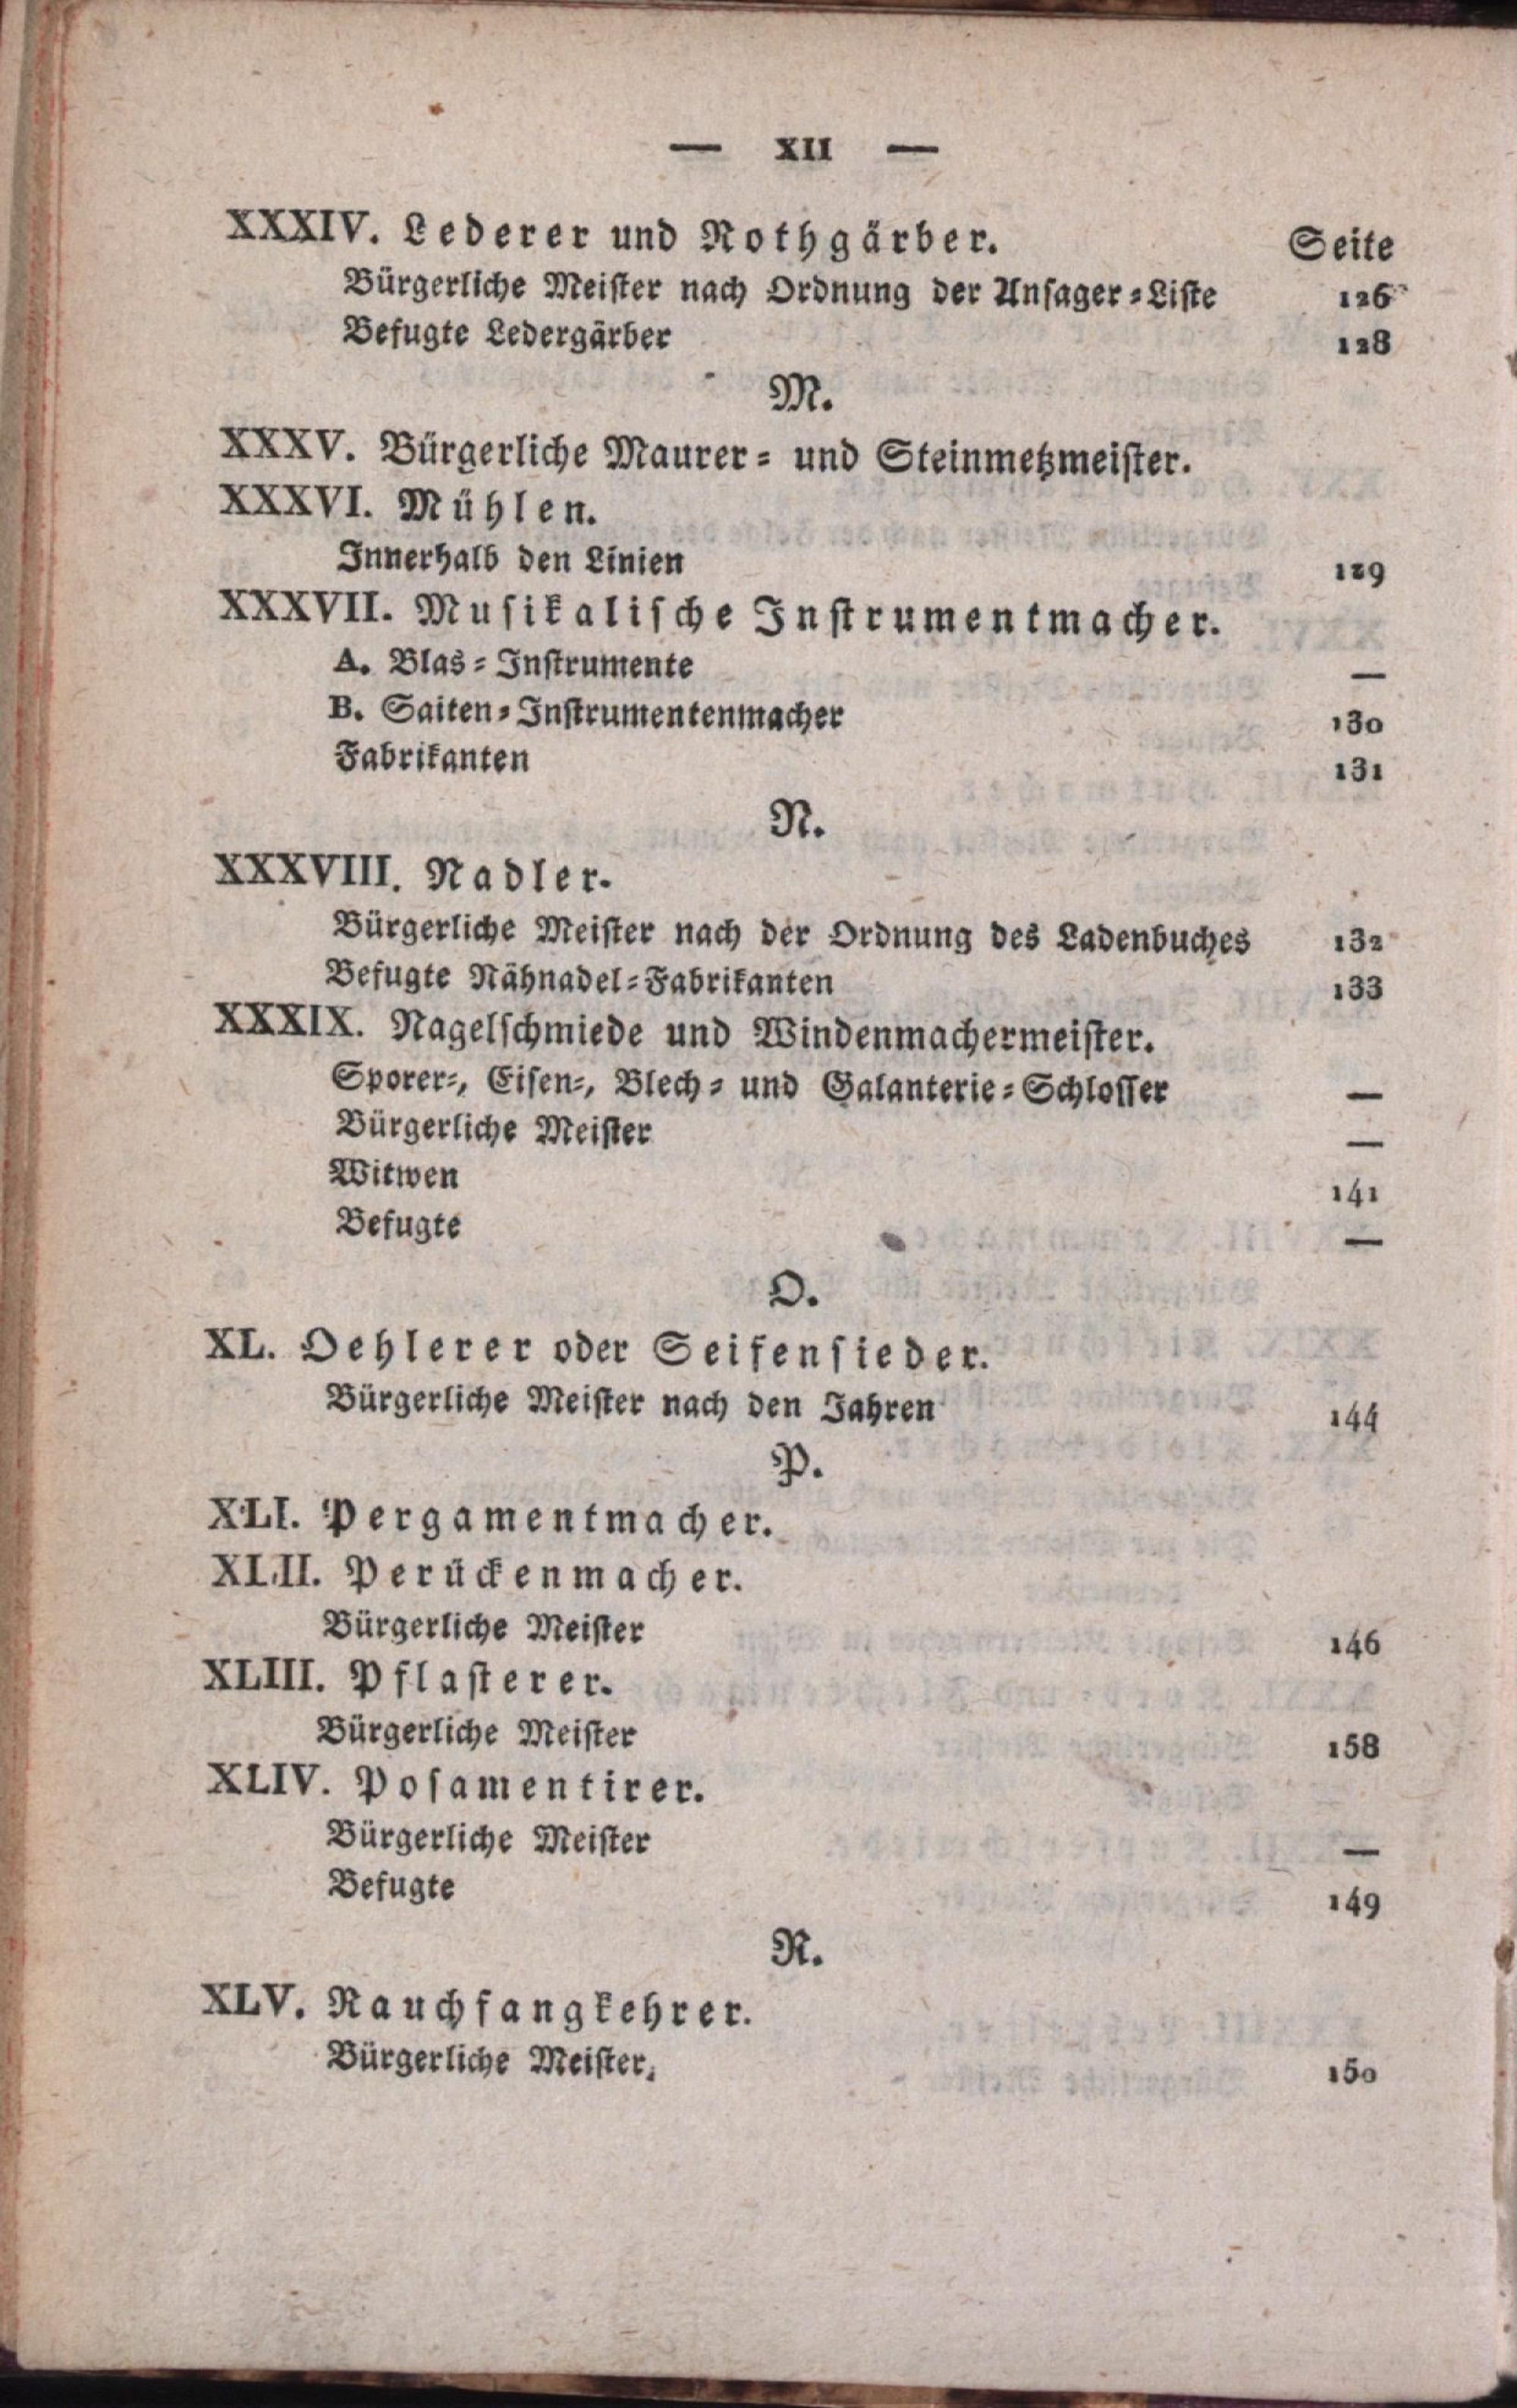 — XII —
XXXIV. Lederer und Rothgärber. Seite
Bürgerliche Meister nach Ordnung der Ansager-Liste 126
Befugte Ledergärber 128
M.
XXXV. Bürgerliche Maurer- und Steinmetzmeister.
XXXVI. Mühlen.
Innerhalb den Linien 129
XXXVII. Musikalische Instrumentmacher.
A. Blas-Instrumente —
B. Saiten-Instrumentenmacher 130
Fabrikanten 131
N.
XXXVIII. Nadler.
Bürgerliche Meister nach der Ordnung des Ladenbuches 132
Befugte Nähnadel-Fabrikanten 133
XXXIX. Nagelschmiede und Windenmachermeister.
Sporer-, Eisen-, Blech- und Galanterie-Schlosser —
Bürgerliche Meister —
Witwen 141
Befugte —
O.
XL. Oehlerer oder Seifensieder.
Bürgerliche Meister nach den Jahren 144
P.
XLI. Pergamentmacher.
XLII. Perückenmacher.
Bürgerliche Meister 146
XLIII. Pflasterer.
Bürgerliche Meister 158
XLIV. Posamentirer.
Bürgerliche Meister —
Befugte 149
R.
XLV. Rauchfangkehrer.
Bürgerliche Meister, 150